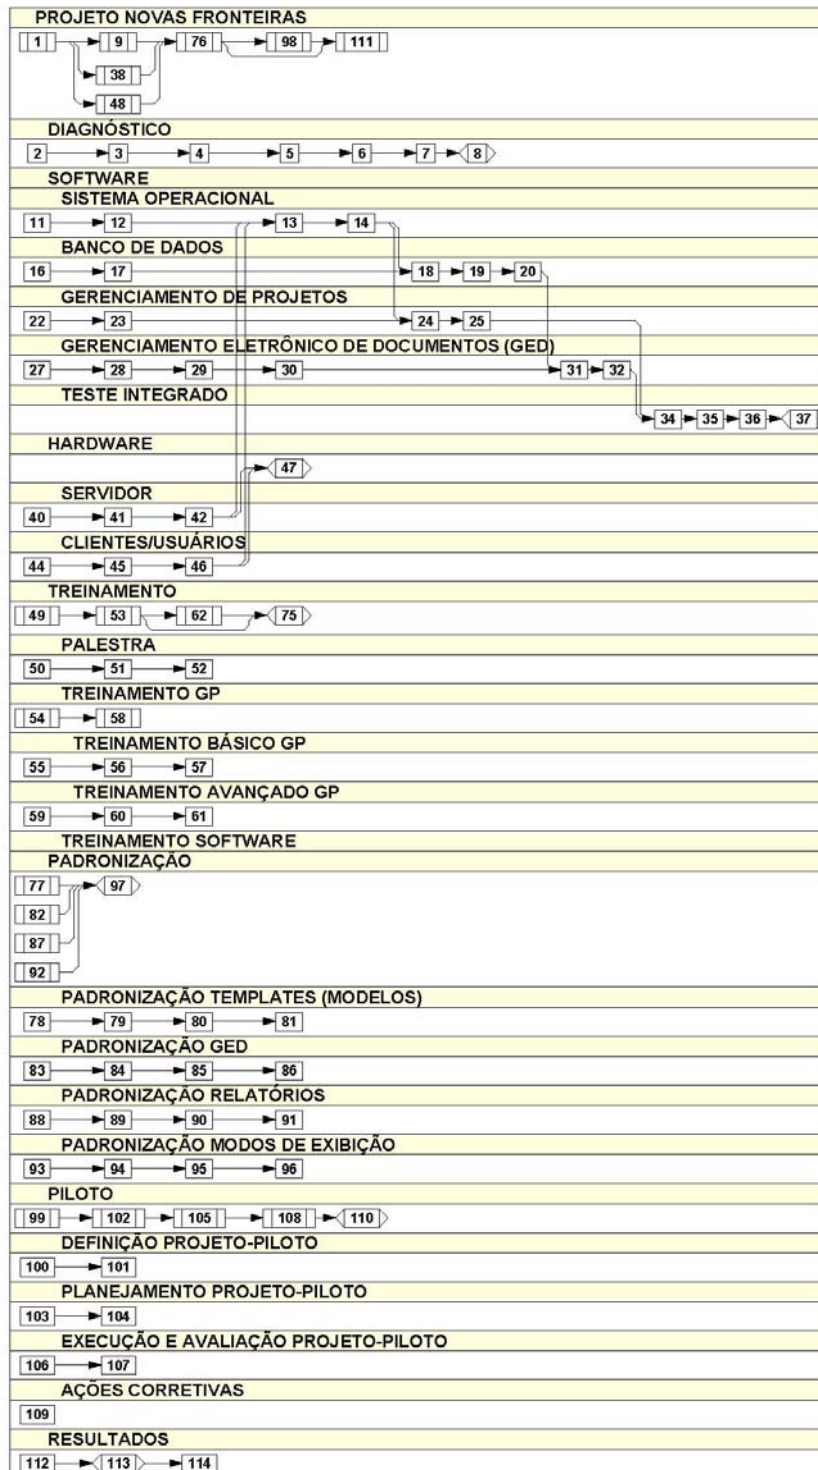 PROJETO NOVAS FRONTEIRAS
1 9 76 98 111
38
48
DIAGNÓSTICO
2 3 4 5 6 7 8
SOFTWARE
SISTEMA OPERACIONAL
11 12 13 14
BANCO DE DADOS
16 17 18 19 20
GERENCIAMENTO DE PROJETOS
22 23 24 25
GERENCIAMENTO ELETRÔNICO DE DOCUMENTOS (GED)
27 28 29 30 31 32
TESTE INTEGRADO
34 35 36 37
HARDWARE
47
SERVIDOR
40 41 42
CLIENTES/USUÁRIOS
44 45 46
TREINAMENTO
49 53 62 75
PALESTRA
50 51 52
TREINAMENTO GP
54 58
TREINAMENTO BÁSICO GP
55 56 57
TREINAMENTO AVANÇADO GP
59 60 61
TREINAMENTO SOFTWARE
PADRONIZAÇÃO
77 97
82
87
92
PADRONIZAÇÃO TEMPLATES (MODELOS)
78 79 80 81
PADRONIZAÇÃO GED
83 84 85 86
PADRONIZAÇÃO RELATÓRIOS
88 89 90 91
PADRONIZAÇÃO MODOS DE EXIBIÇÃO
93 94 95 96
PILOTO
99 102 105 108 110
DEFINIÇÃO PROJETO-PILOTO
100 101
PLANEJAMENTO PROJETO-PILOTO
103 104
EXECUÇÃO E AVALIAÇÃO PROJETO-PILOTO
106 107
AÇÕES CORRETIVAS
109
RESULTADOS
112 113 114